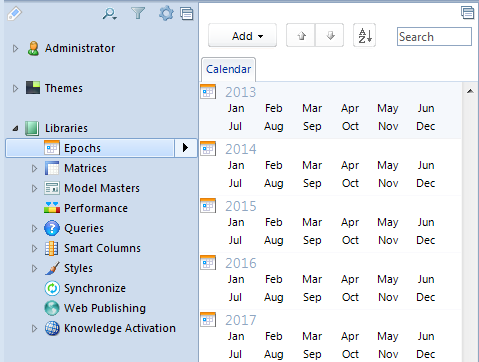 Administrator
Themes
Libraries
Epochs
Matrices
Model Masters
Performance
Queries
Smart Columns
Styles
Synchronize
Web Publishing
Knowledge Activation
Add
A
Z
Search
Calendar
2013
Jan Feb Mar Apr May Jun
Jul Aug Sep Oct Nov Dec
2014
Jan Feb Mar Apr May Jun
Jul Aug Sep Oct Nov Dec
2015
Jan Feb Mar Apr May Jun
Jul Aug Sep Oct Nov Dec
2016
Jan Feb Mar Apr May Jun
Jul Aug Sep Oct Nov Dec
2017
Jan Feb Mar Apr May Jun
Jul Aug Sep Oct Nov Dec